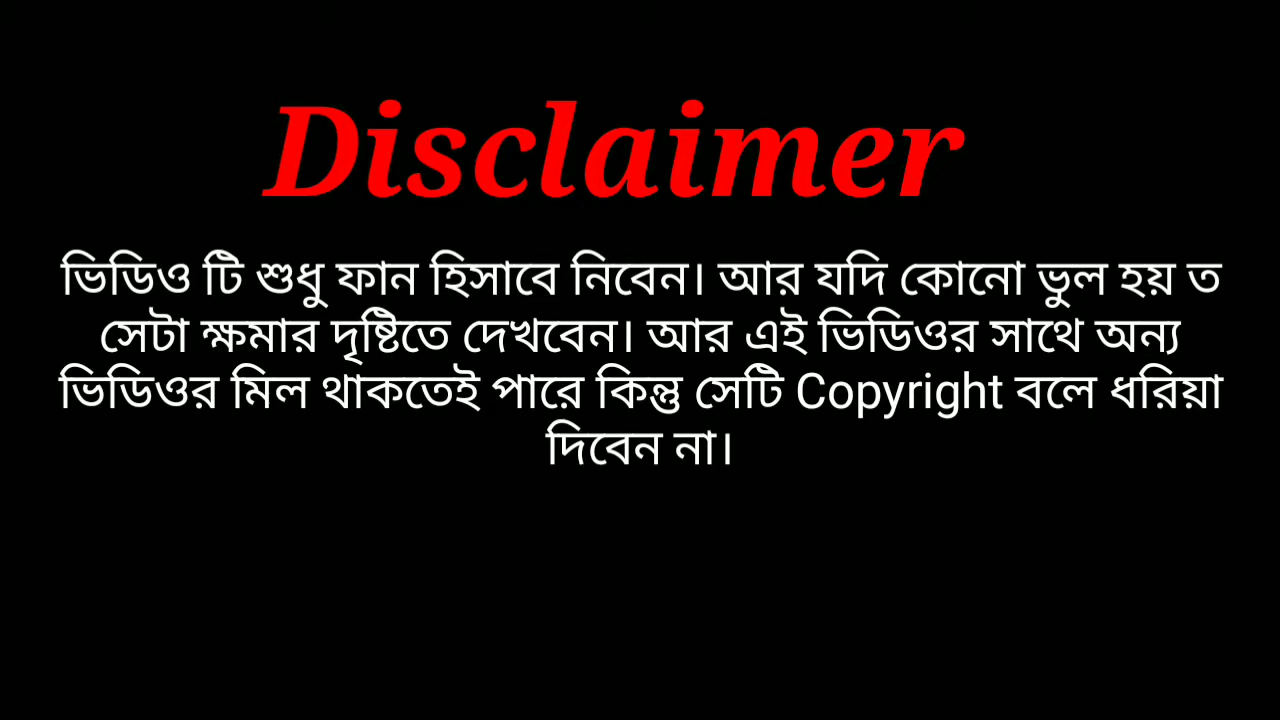 Disclaimer
ভিডিও টি শুধু ফান হিসাবে নিবেন। আর যদি কোনো ভুল হয় ত
সেটা ক্ষমার দৃষ্টিতে দেখবেন। আর এই ভিডিওর সাথে অন্য
ভিডিওর মিল থাকতেই পারে কিন্তু সেটি Copyright বলে ধরিয়া
দিবেন না।